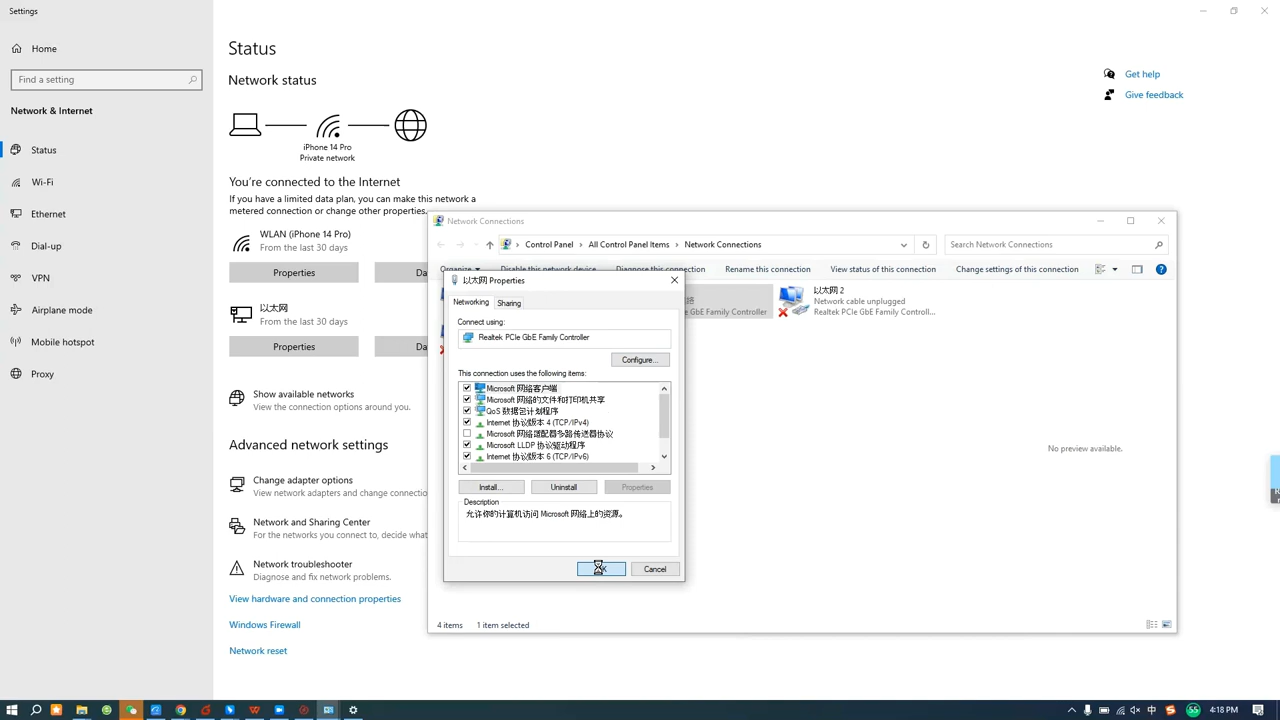 Settings
Home
Find a setting
Network & Internet
Status
Wi-Fi
Ethernet
Dial-up
VPN
Airplane mode
Mobile hotspot
Proxy
Status
Network status
iPhone 14 Pro
Private network
You're connected to the Internet
If you have a limited data plan, you can make this network a
metered connection or change other properties.
WLAN (iPhone 14 Pro)
From the last 30 days
Properties
Da
以太网
From the last 30 days
Properties
Da
Show available networks
View the connection options around you.
Advanced network settings
Change adapter options
View network adapters and change connection
Network and Sharing Center
For the networks you connect to, decide what
Network troubleshooter
Diagnose and fix network problems.
View hardware and connection properties
Windows Firewall
Network reset
Get help
Give feedback
Network Connections
Control Panel > All Control Panel Items > Network Connections
Search Network Connections
Organize
Disable this network device
Diagnose this connection
Rename this connection
View status of this connection
Change settings of this connection
络
e GbE Family Controller
以太网 2
Network cable unplugged
Realtek PCIe GbE Family Controll...
No preview available.
4 items
1 item selected
以太网 Properties
Networking
Sharing
Connect using:
Realtek PCIe GbE Family Controller
Configure...
This connection uses the following items:
Microsoft 网络客户端
Microsoft 网络的文件和打印机共享
QoS 数据包计划程序
Internet 协议版本 4 (TCP/IPv4)
Microsoft 网络适配器多路传送器协议
Microsoft LLDP 协议驱动程序
Internet 协议版本 6 (TCP/IPv6)
Install...
Uninstall
Properties
Description
允许你的计算机访问 Microsoft 网络上的资源。
Cancel
中
4:18 PM